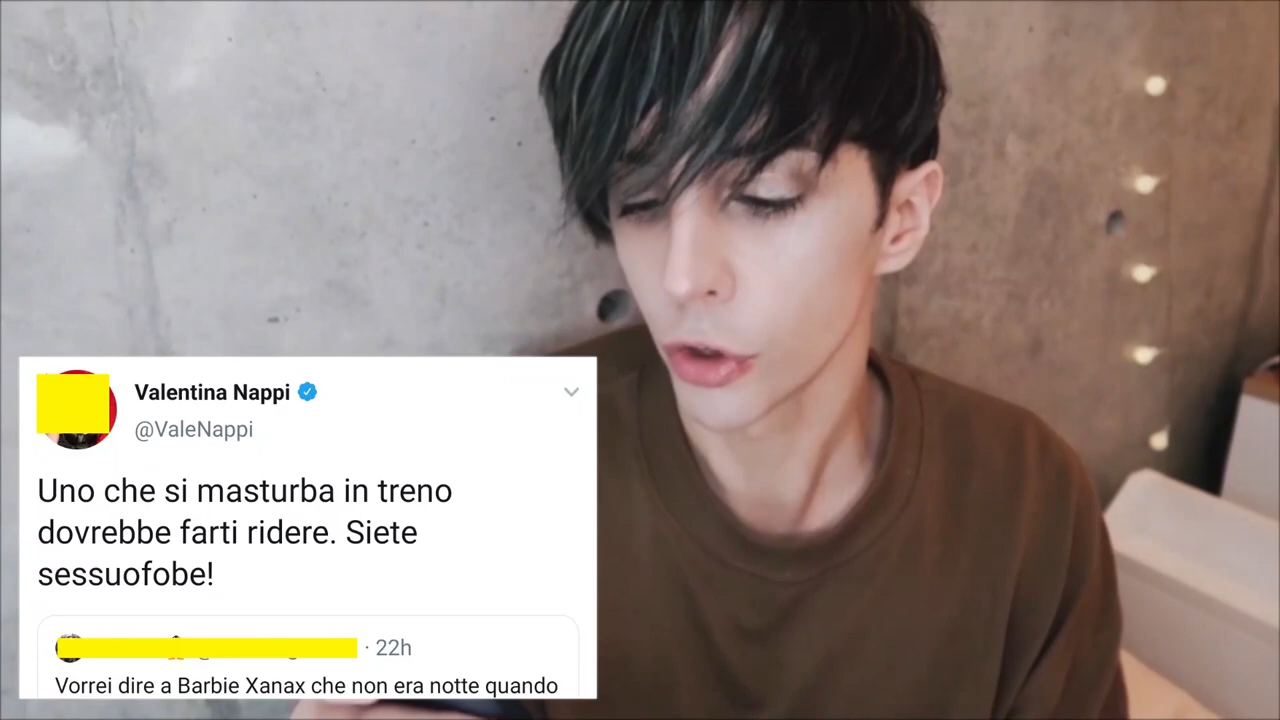 Valentina Nappi
@ValeNappi
Uno che si masturba in treno
dovrebbe farti ridere. Siete
sessuofobe!
· 22h
Vorrei dire a Barbie Xanax che non era notte quando